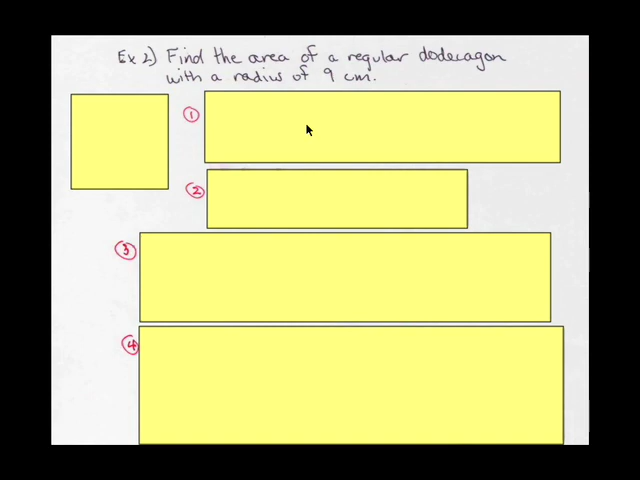 Ex 2) Find the area of a regular dodecagon
with a radius of 9 cm.
1
2
3
4